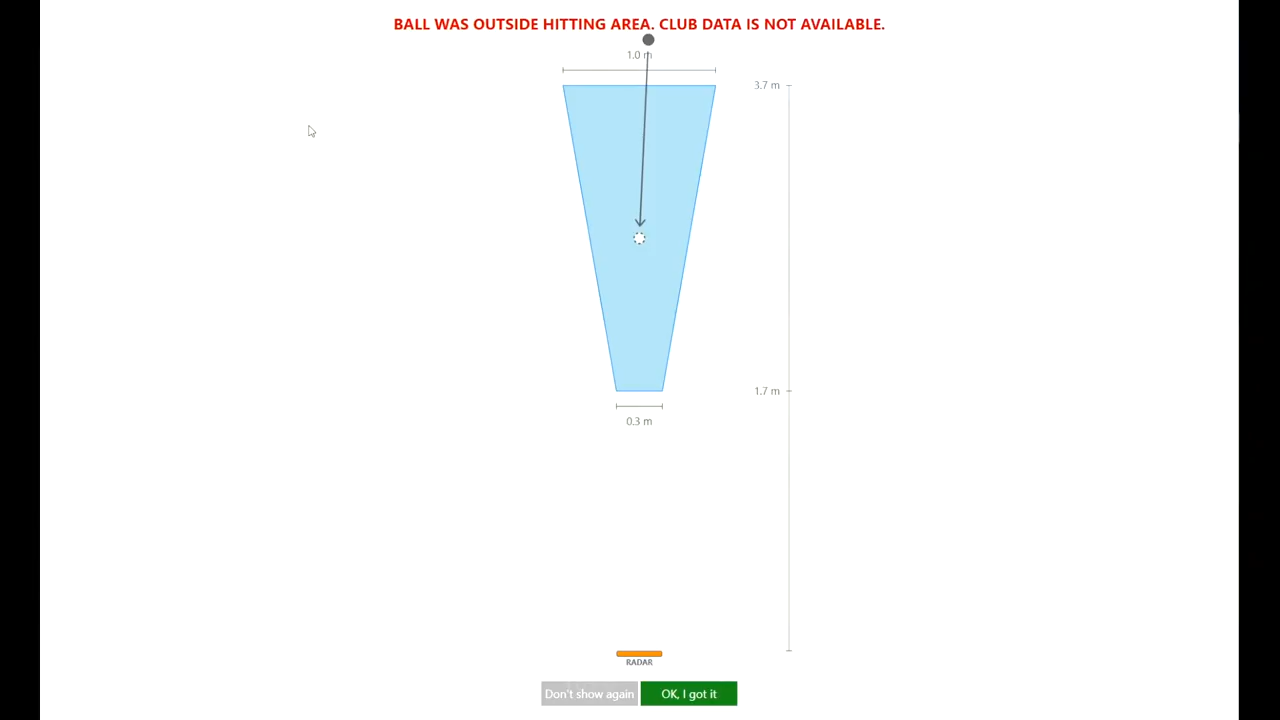 BALL WAS OUTSIDE HITTING AREA. CLUB DATA IS NOT AVAILABLE.
1.0 m
3.7 m
1.7 m
0.3 m
RADAR
Don't show again
OK, I got it